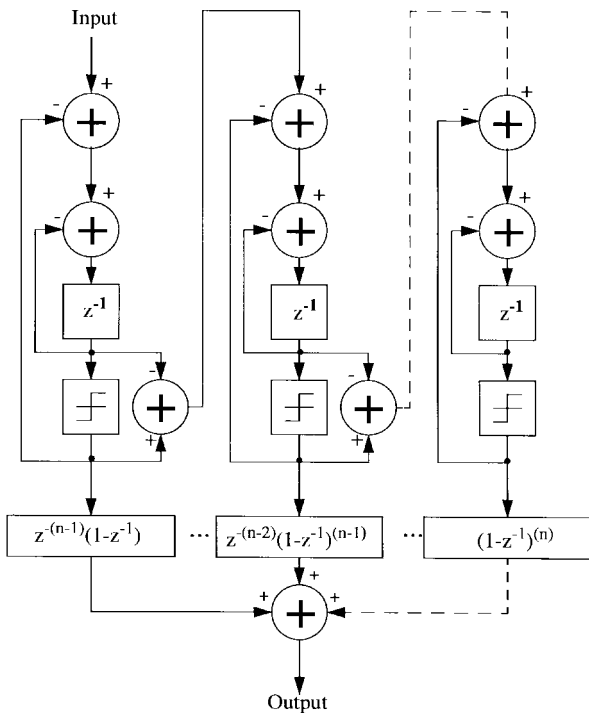 Input
+ + +
- - -
+ + +
- - -
z⁻¹ z⁻¹ z⁻¹
- -
+ +
z⁻⁽ⁿ⁻¹⁾(1-z⁻¹) ... z⁻⁽ⁿ⁻²⁾(1-z⁻¹)⁽ⁿ⁻¹⁾ ... (1-z⁻¹)⁽ⁿ⁾
+
+ +
Output